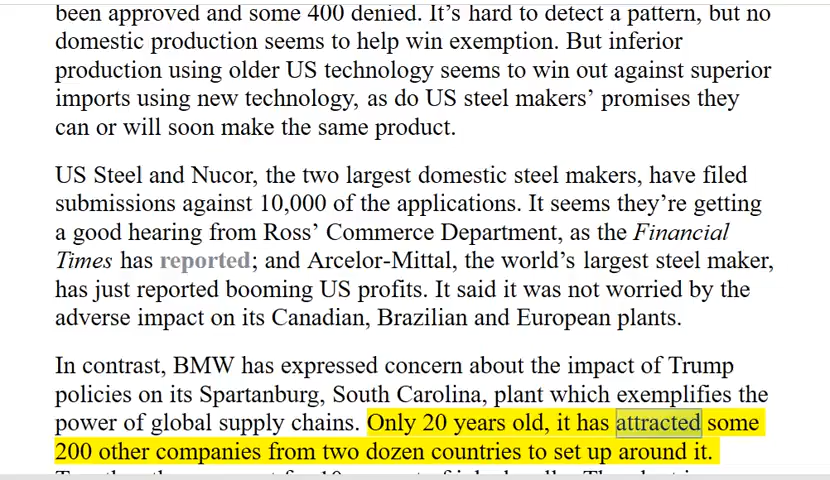 been approved and some 400 denied. It’s hard to detect a pattern, but no
domestic production seems to help win exemption. But inferior
production using older US technology seems to win out against superior
imports using new technology, as do US steel makers’ promises they
can or will soon make the same product.
US Steel and Nucor, the two largest domestic steel makers, have filed
submissions against 10,000 of the applications. It seems they’re getting
a good hearing from Ross’ Commerce Department, as the Financial
Times has reported; and Arcelor-Mittal, the world’s largest steel maker,
has just reported booming US profits. It said it was not worried by the
adverse impact on its Canadian, Brazilian and European plants.
In contrast, BMW has expressed concern about the impact of Trump
policies on its Spartanburg, South Carolina, plant which exemplifies the
power of global supply chains. Only 20 years old, it has attracted some
200 other companies from two dozen countries to set up around it.